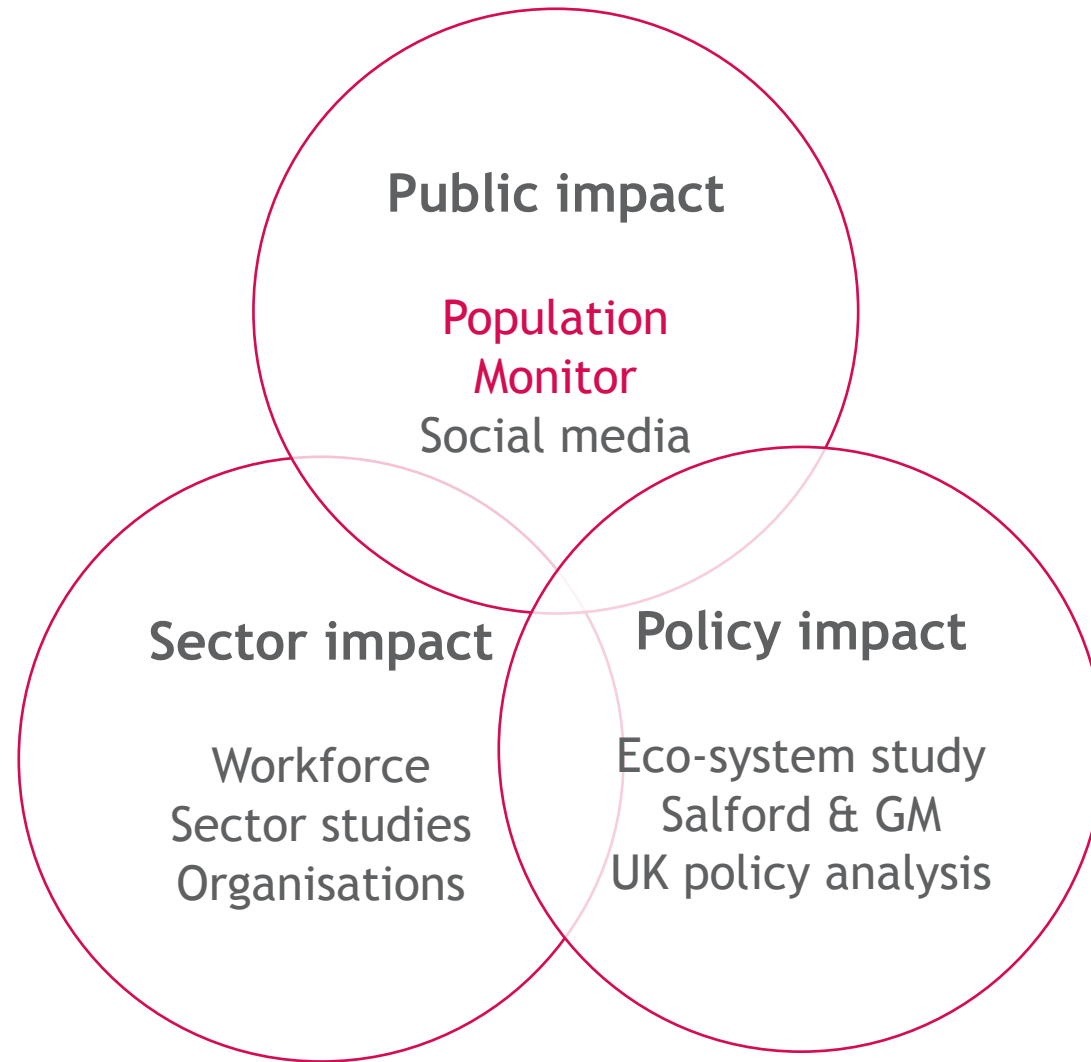 Public impact
Population
Monitor
Social media
Sector impact
Workforce
Sector studies
Organisations
Policy impact
Eco-system study
Salford & GM
UK policy analysis